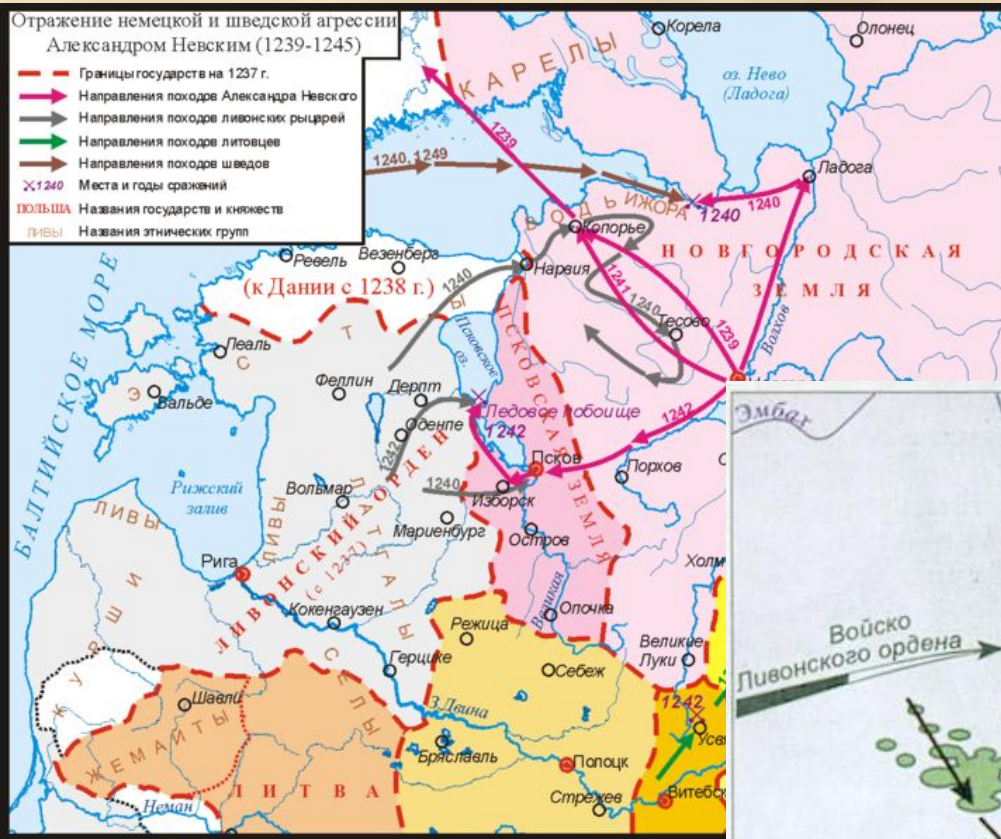 Отражение немецкой и шведской агрессии
Александром Невским (1239-1245)
Границы государств на 1237 г.
Направления походов Александра Невского
Направления походов ливонских рыцарей
Направления походов литовцев
Направления походов шведов
1240 Места и годы сражений
ПОЛЬША Названия государств и княжеств
ЛИВЫ Названия этнических групп
Корела
Олонец
КАРЕЛЫ
оз. Нево
(Ладога)
1239
1240, 1249
Ладога
1240
1240
ВОДЬ
ИЖОРА
Копорье
НОВГОРОДСКАЯ
ЗЕМЛЯ
Ревель
Везенберг
Нарвия
(к Дании с 1238 г.)
1240
1241
1240
Тесово
1239
Волхов
БАЛТИЙСКОЕ МОРЕ
ЭСТЫ
Псковское
оз.
ПСКОВСКАЯ
ЗЕМЛЯ
Леаль
Вальде
Феллин
Дерпт
Оденпе
Ледовое побоище
1242
1242
1242
Псков
Порхов
Рижский
залив
Вольмар
1240
Изборск
Мариенбург
Остров
ЛИВЫ
ЛИВЫ
ЛАТГАЛЫ
ЛИВОНСКИЙ ОРДЕН
(с 1237)
Рига
Холм
Кокенгаузен
Великая
Опочка
Режица
Великие
Луки
КУРШИ
Герцике
СЕЛЫ
Себеж
Шавли
З.Двина
1242
Усвя
ЖЕМАЙТЫ
Бряславль
Полоцк
ЛИТВА
Неман
Стрежев
Витебск
Эмбах
Войско
Ливонского ордена